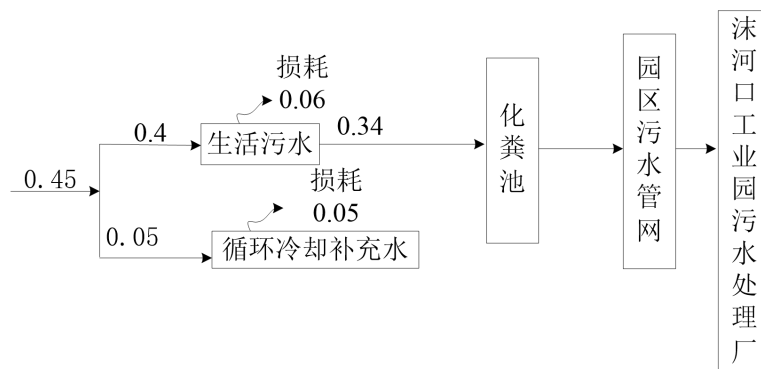 损耗
0.06
0.4
生活污水
0.34
0.45
损耗
0.05
0.05
循环冷却补充水
化粪池
园区污水管网
沫河口工业园污水处理厂